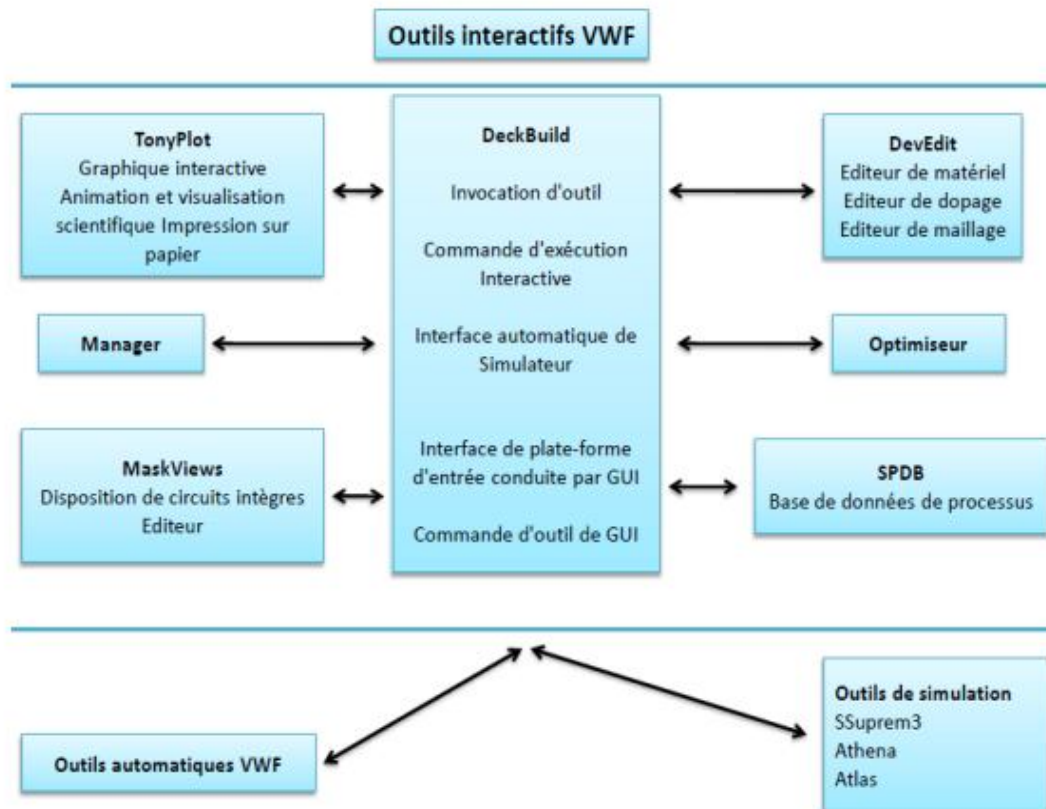 Outils interactifs VWF
TonyPlot
Graphique interactive
Animation et visualisation
scientifique Impression sur
papier
DeckBuild
Invocation d'outil
Commande d'exécution
Interactive
Interface automatique de
Simulateur
Interface de plate-forme
d'entrée conduite par GUI
Commande d'outil de GUI
DevEdit
Editeur de matériel
Editeur de dopage
Editeur de maillage
Manager
Optimiseur
MaskViews
Disposition de circuits intègres
Editeur
SPDB
Base de données de processus
Outils automatiques VWF
Outils de simulation
SSuprem3
Athena
Atlas